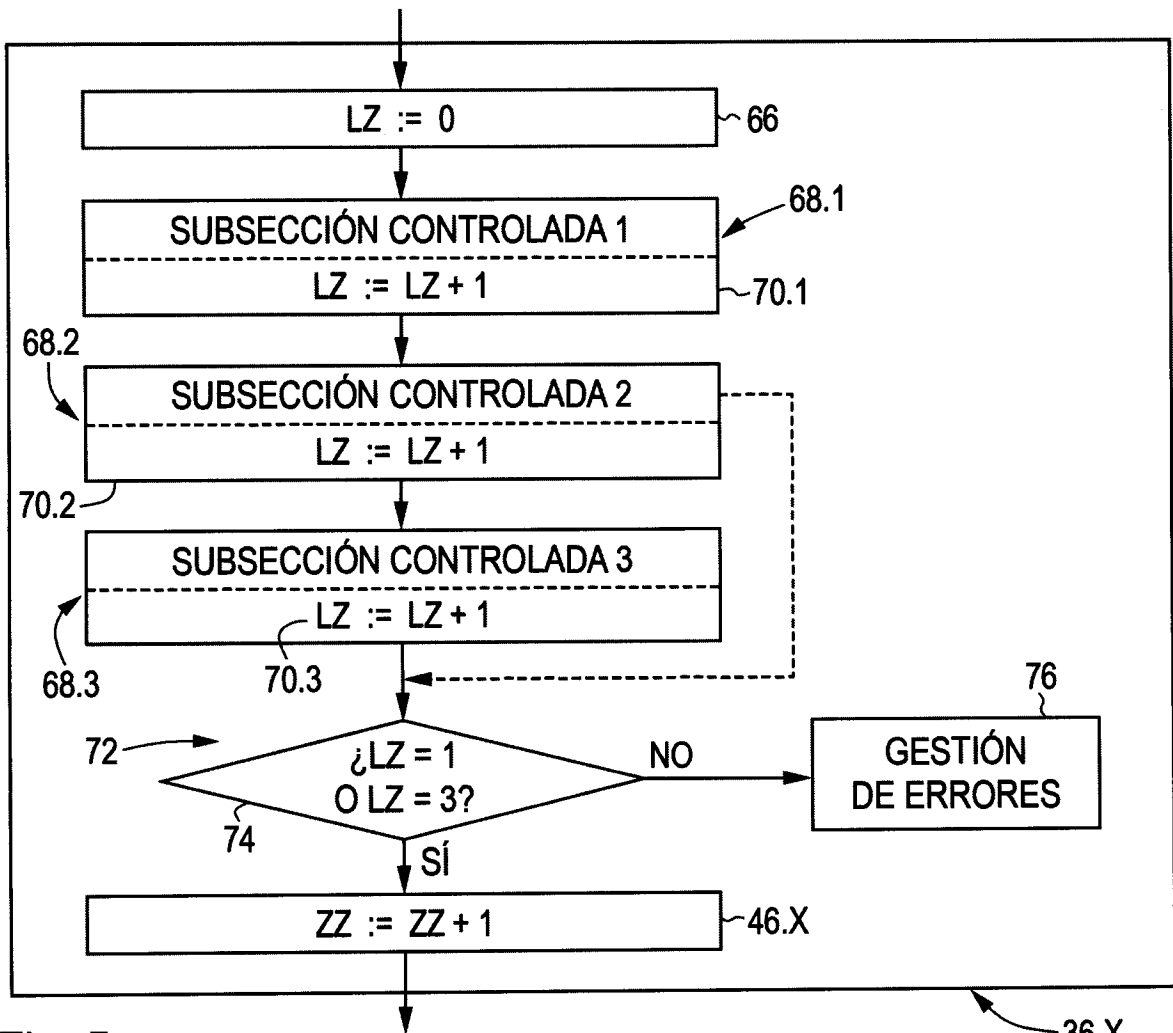 LZ := 0
66
SUBSECCIÓN CONTROLADA 1
68.1
LZ := LZ + 1
70.1
68.2
SUBSECCIÓN CONTROLADA 2
LZ := LZ + 1
70.2
SUBSECCIÓN CONTROLADA 3
LZ := LZ + 1
68.3
70.3
72
¿LZ = 1
O LZ = 3?
74
NO
76
GESTIÓN
DE ERRORES
SÍ
ZZ := ZZ + 1
46.X